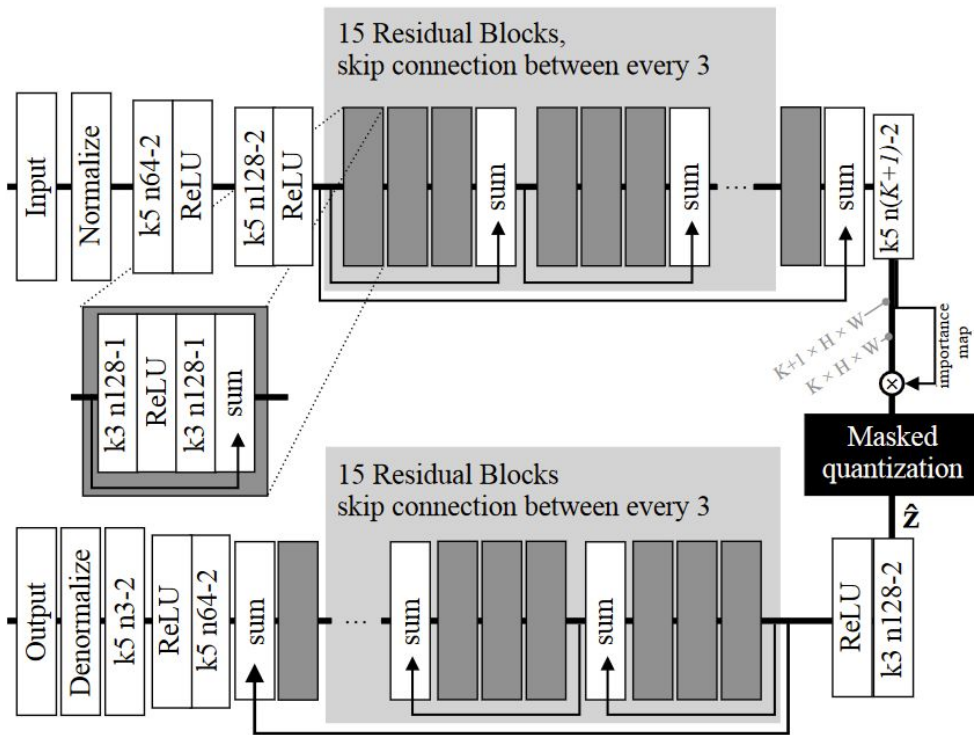 15 Residual Blocks,
skip connection between every 3
Input
Normalize
k5 n64-2
ReLU
k5 n128-2
ReLU
sum
sum
...
sum
k5 n(K+1)-2
K+1 × H × W
K × H × W
importance
map
k3 n128-1
ReLU
k3 n128-1
sum
Masked
quantization
Ẑ
15 Residual Blocks
skip connection between every 3
Output
Denormalize
k5 n3-2
ReLU
k5 n64-2
sum
...
sum
sum
ReLU
k3 n128-2